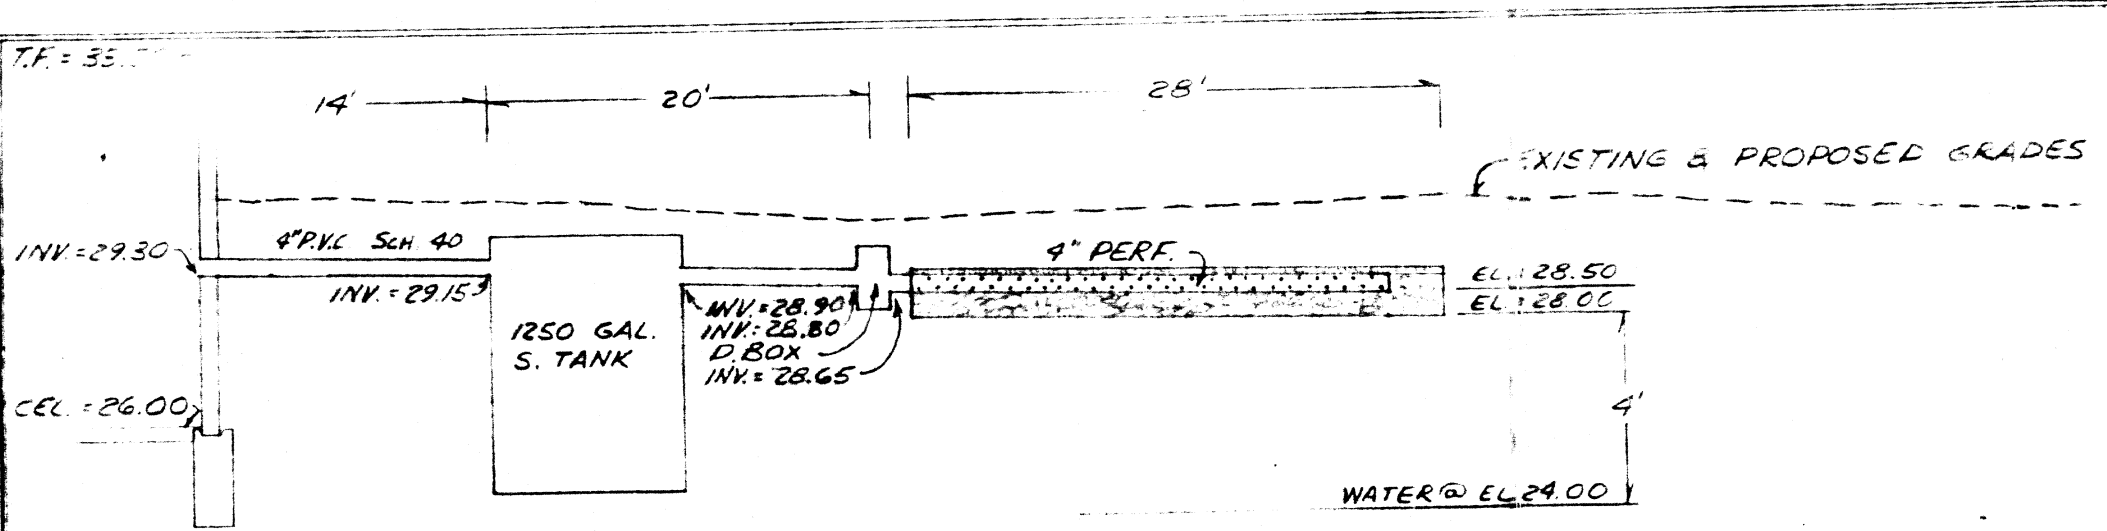 T.F. = 33.
14' 20' 28'
EXISTING & PROPOSED GRADES
INV. = 29.30
4" P.V.C SCH 40
INV. = 29.15
1250 GAL.
S. TANK
INV. = 28.90
INV. = 28.80
D. BOX
INV. = 28.65
4" PERF.
EL. 28.50
EL. 28.00
CEL. = 26.00
4'
WATER @ EL 24.00